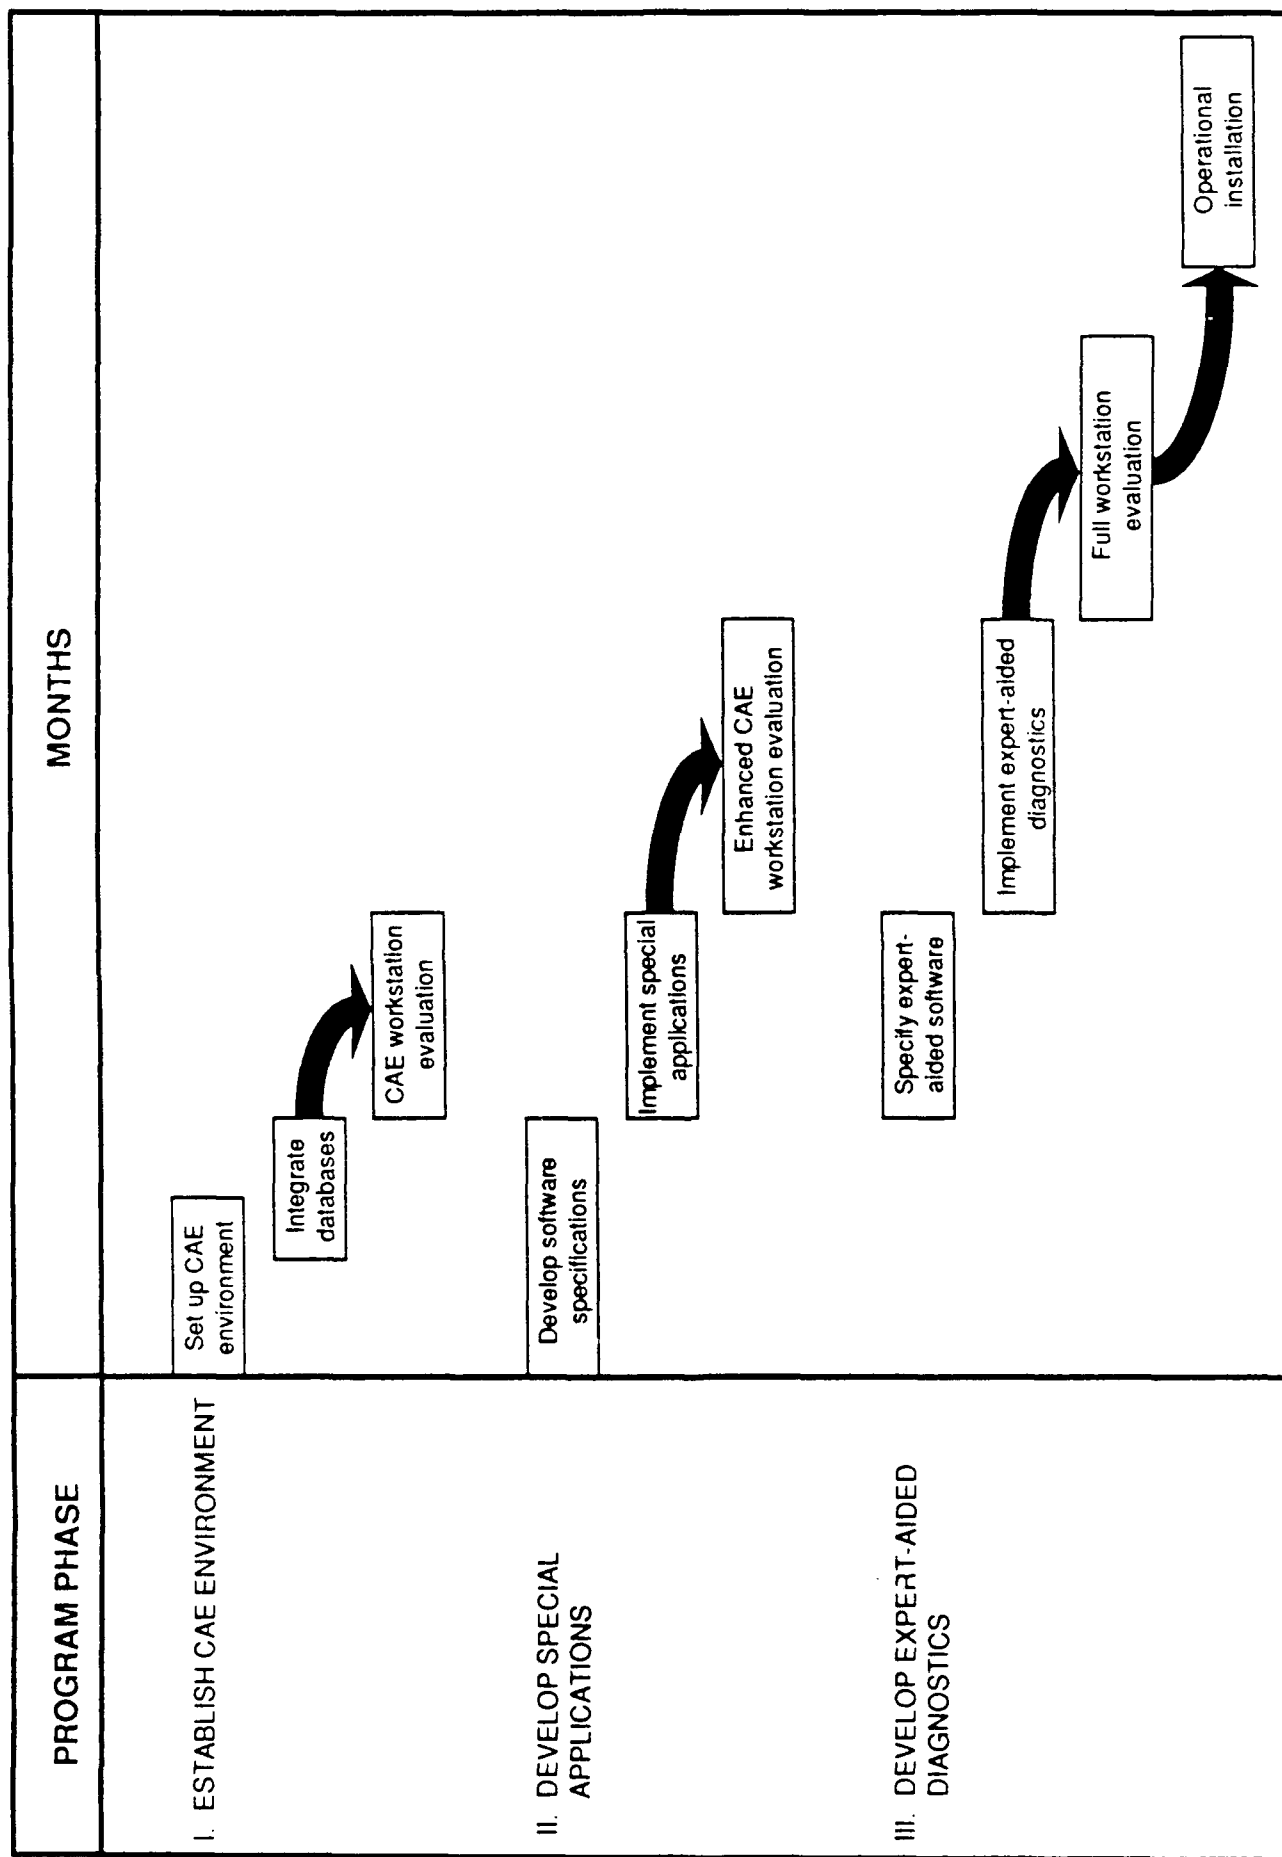 PROGRAM PHASE
MONTHS
I. ESTABLISH CAE ENVIRONMENT
Set up CAE
environment
Integrate
databases
CAE workstation
evaluation
II. DEVELOP SPECIAL
APPLICATIONS
Develop software
specifications
Implement special
applications
Enhanced CAE
workstation evaluation
III. DEVELOP EXPERT-AIDED
DIAGNOSTICS
Specify expert-
aided software
Implement expert-aided
diagnostics
Full workstation
evaluation
Operational
installation